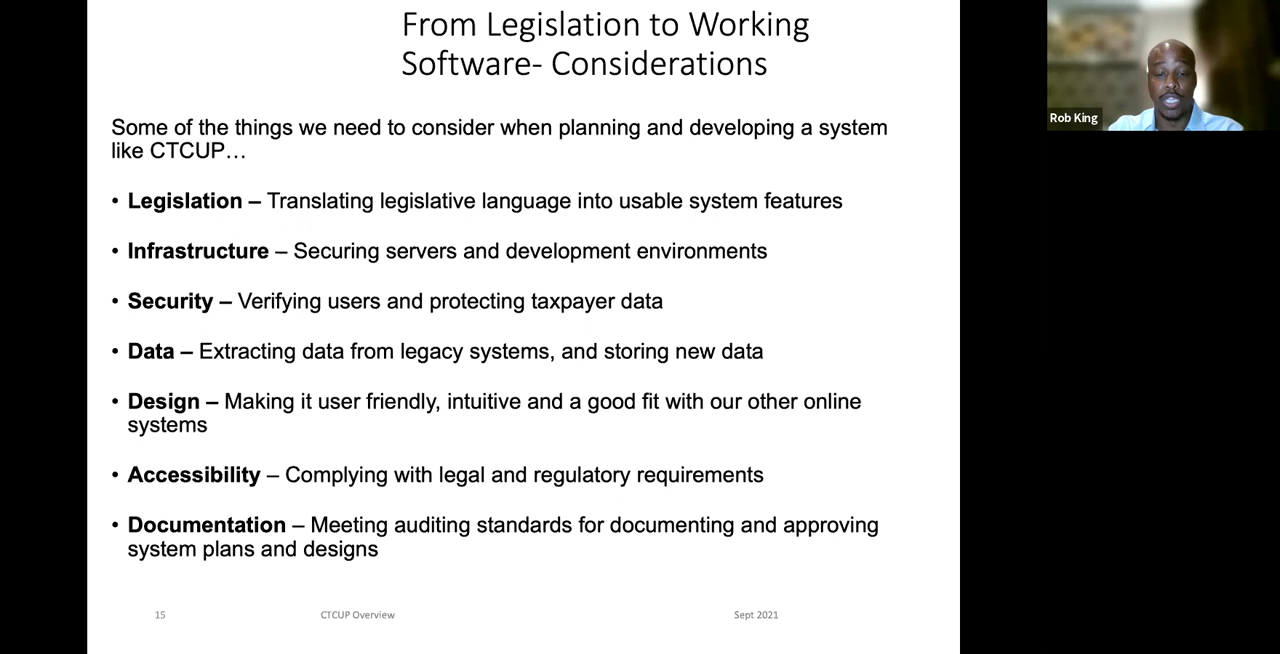 From Legislation to Working
Software- Considerations
Some of the things we need to consider when planning and developing a system
like CTCUP…
• Legislation – Translating legislative language into usable system features
• Infrastructure – Securing servers and development environments
• Security – Verifying users and protecting taxpayer data
• Data – Extracting data from legacy systems, and storing new data
• Design – Making it user friendly, intuitive and a good fit with our other online
systems
• Accessibility – Complying with legal and regulatory requirements
• Documentation – Meeting auditing standards for documenting and approving
system plans and designs
15 CTCUP Overview Sept 2021
Rob King